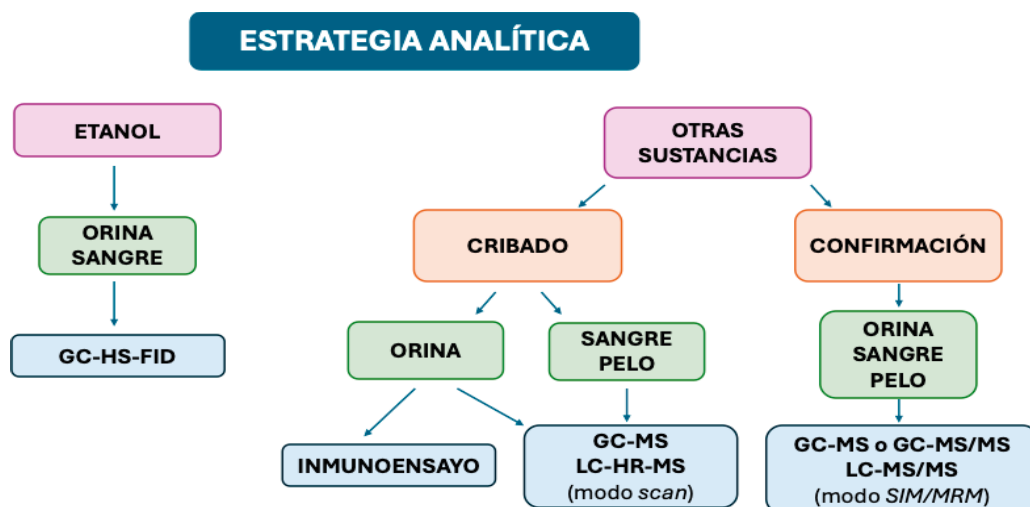 ESTRATEGIA ANALÍTICA
ETANOL
ORINA
SANGRE
GC-HS-FID
OTRAS
SUSTANCIAS
CRIBADO
ORINA
INMUNOENSAYO
SANGRE
PELO
GC-MS
LC-HR-MS
(modo scan)
CONFIRMACIÓN
ORINA
SANGRE
PELO
GC-MS o GC-MS/MS
LC-MS/MS
(modo SIM/MRM)